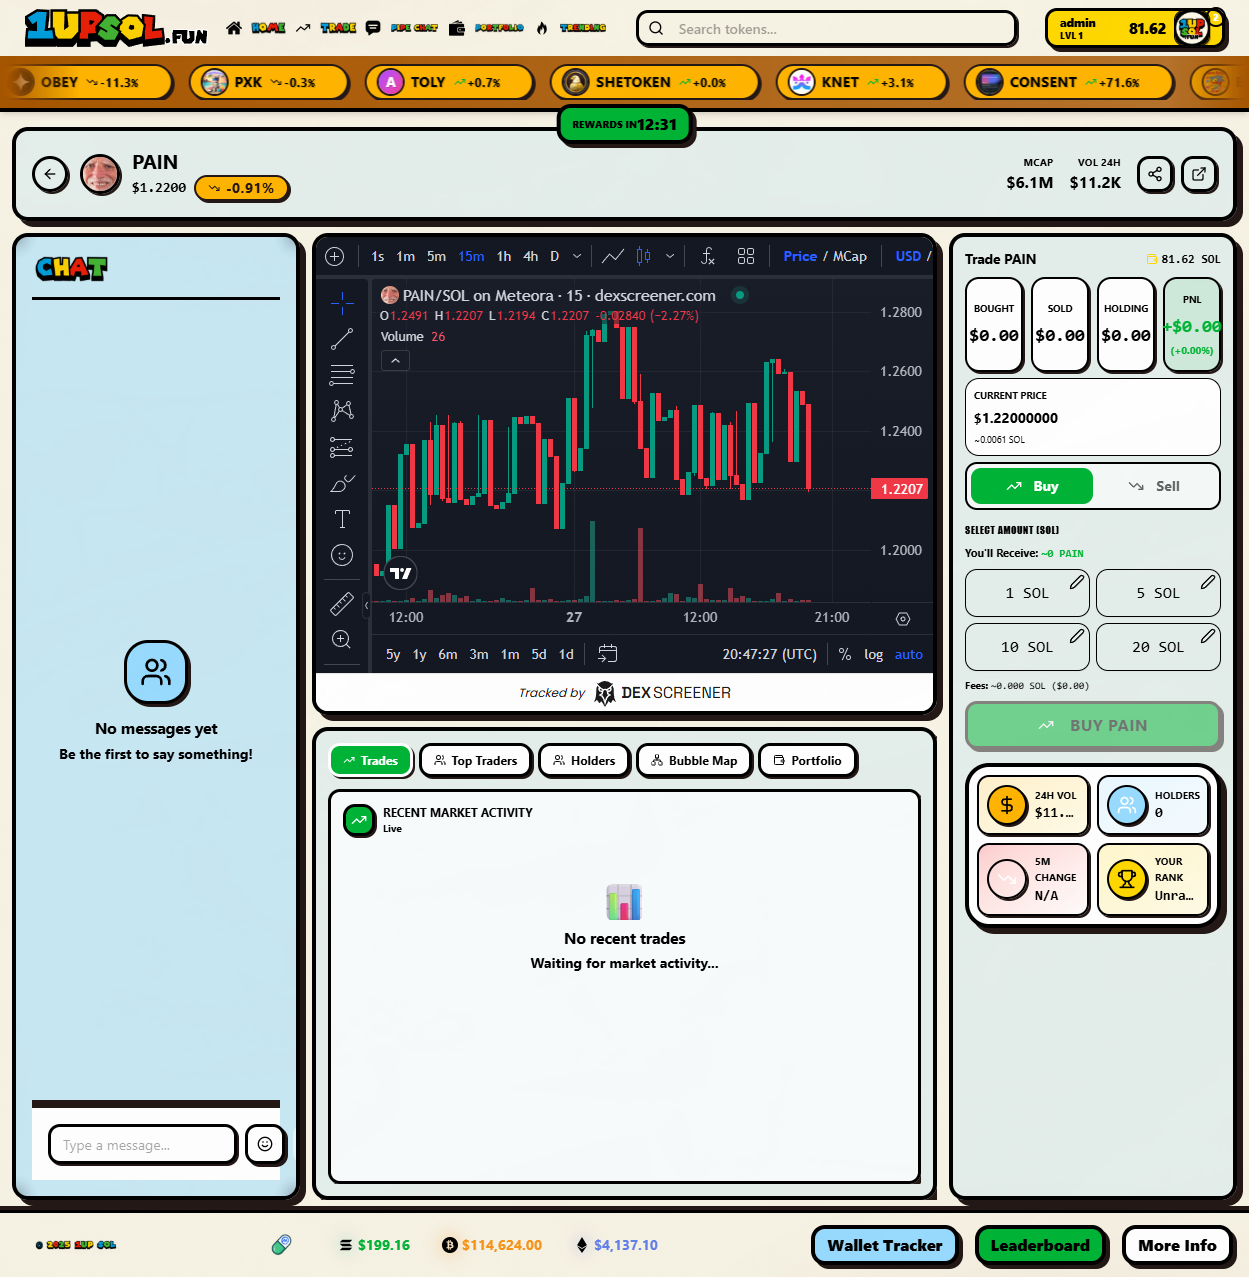 1UPSOL.FUN
HOME
TRADE
PIPE CHAT
PORTFOLIO
TRENDING
Search tokens...
admin
LVL 1
81.62
2
OBEY -11.3%
PXK -0.3%
A TOLY +0.7%
SHETOKEN +0.0%
KNET +3.1%
CONSENT +71.6%
REWARDS IN 12:31
PAIN
$1.2200 -0.91%
MCAP
$6.1M
VOL 24H
$11.2K
CHAT
No messages yet
Be the first to say something!
Type a message...
1s 1m 5m 15m 1h 4h D
Price / MCap
USD /
PAIN/SOL on Meteora · 15 · dexscreener.com
O1.2491 H1.2207 L1.2194 C1.2207 -0.02840 (−2.27%)
Volume 26
1.2800
1.2600
1.2400
1.2207
1.2000
12:00 27 12:00 21:00
5y 1y 6m 3m 1m 5d 1d
20:47:27 (UTC)
% log auto
Tracked by DEXSCREENER
Trades
Top Traders
Holders
Bubble Map
Portfolio
RECENT MARKET ACTIVITY
Live
No recent trades
Waiting for market activity...
Trade PAIN
81.62 SOL
BOUGHT
$0.00
SOLD
$0.00
HOLDING
$0.00
PNL
+$0.00
(+0.00%)
CURRENT PRICE
$1.22000000
~0.0061 SOL
Buy
Sell
SELECT AMOUNT (SOL)
You'll Receive: ~0 PAIN
1 SOL
5 SOL
10 SOL
20 SOL
Fees: ~0.000 SOL ($0.00)
BUY PAIN
24H VOL
$11....
HOLDERS
0
5M
CHANGE
N/A
YOUR
RANK
Unra...
© 2025 1UP SOL
$199.16
$114,624.00
$4,137.10
Wallet Tracker
Leaderboard
More Info